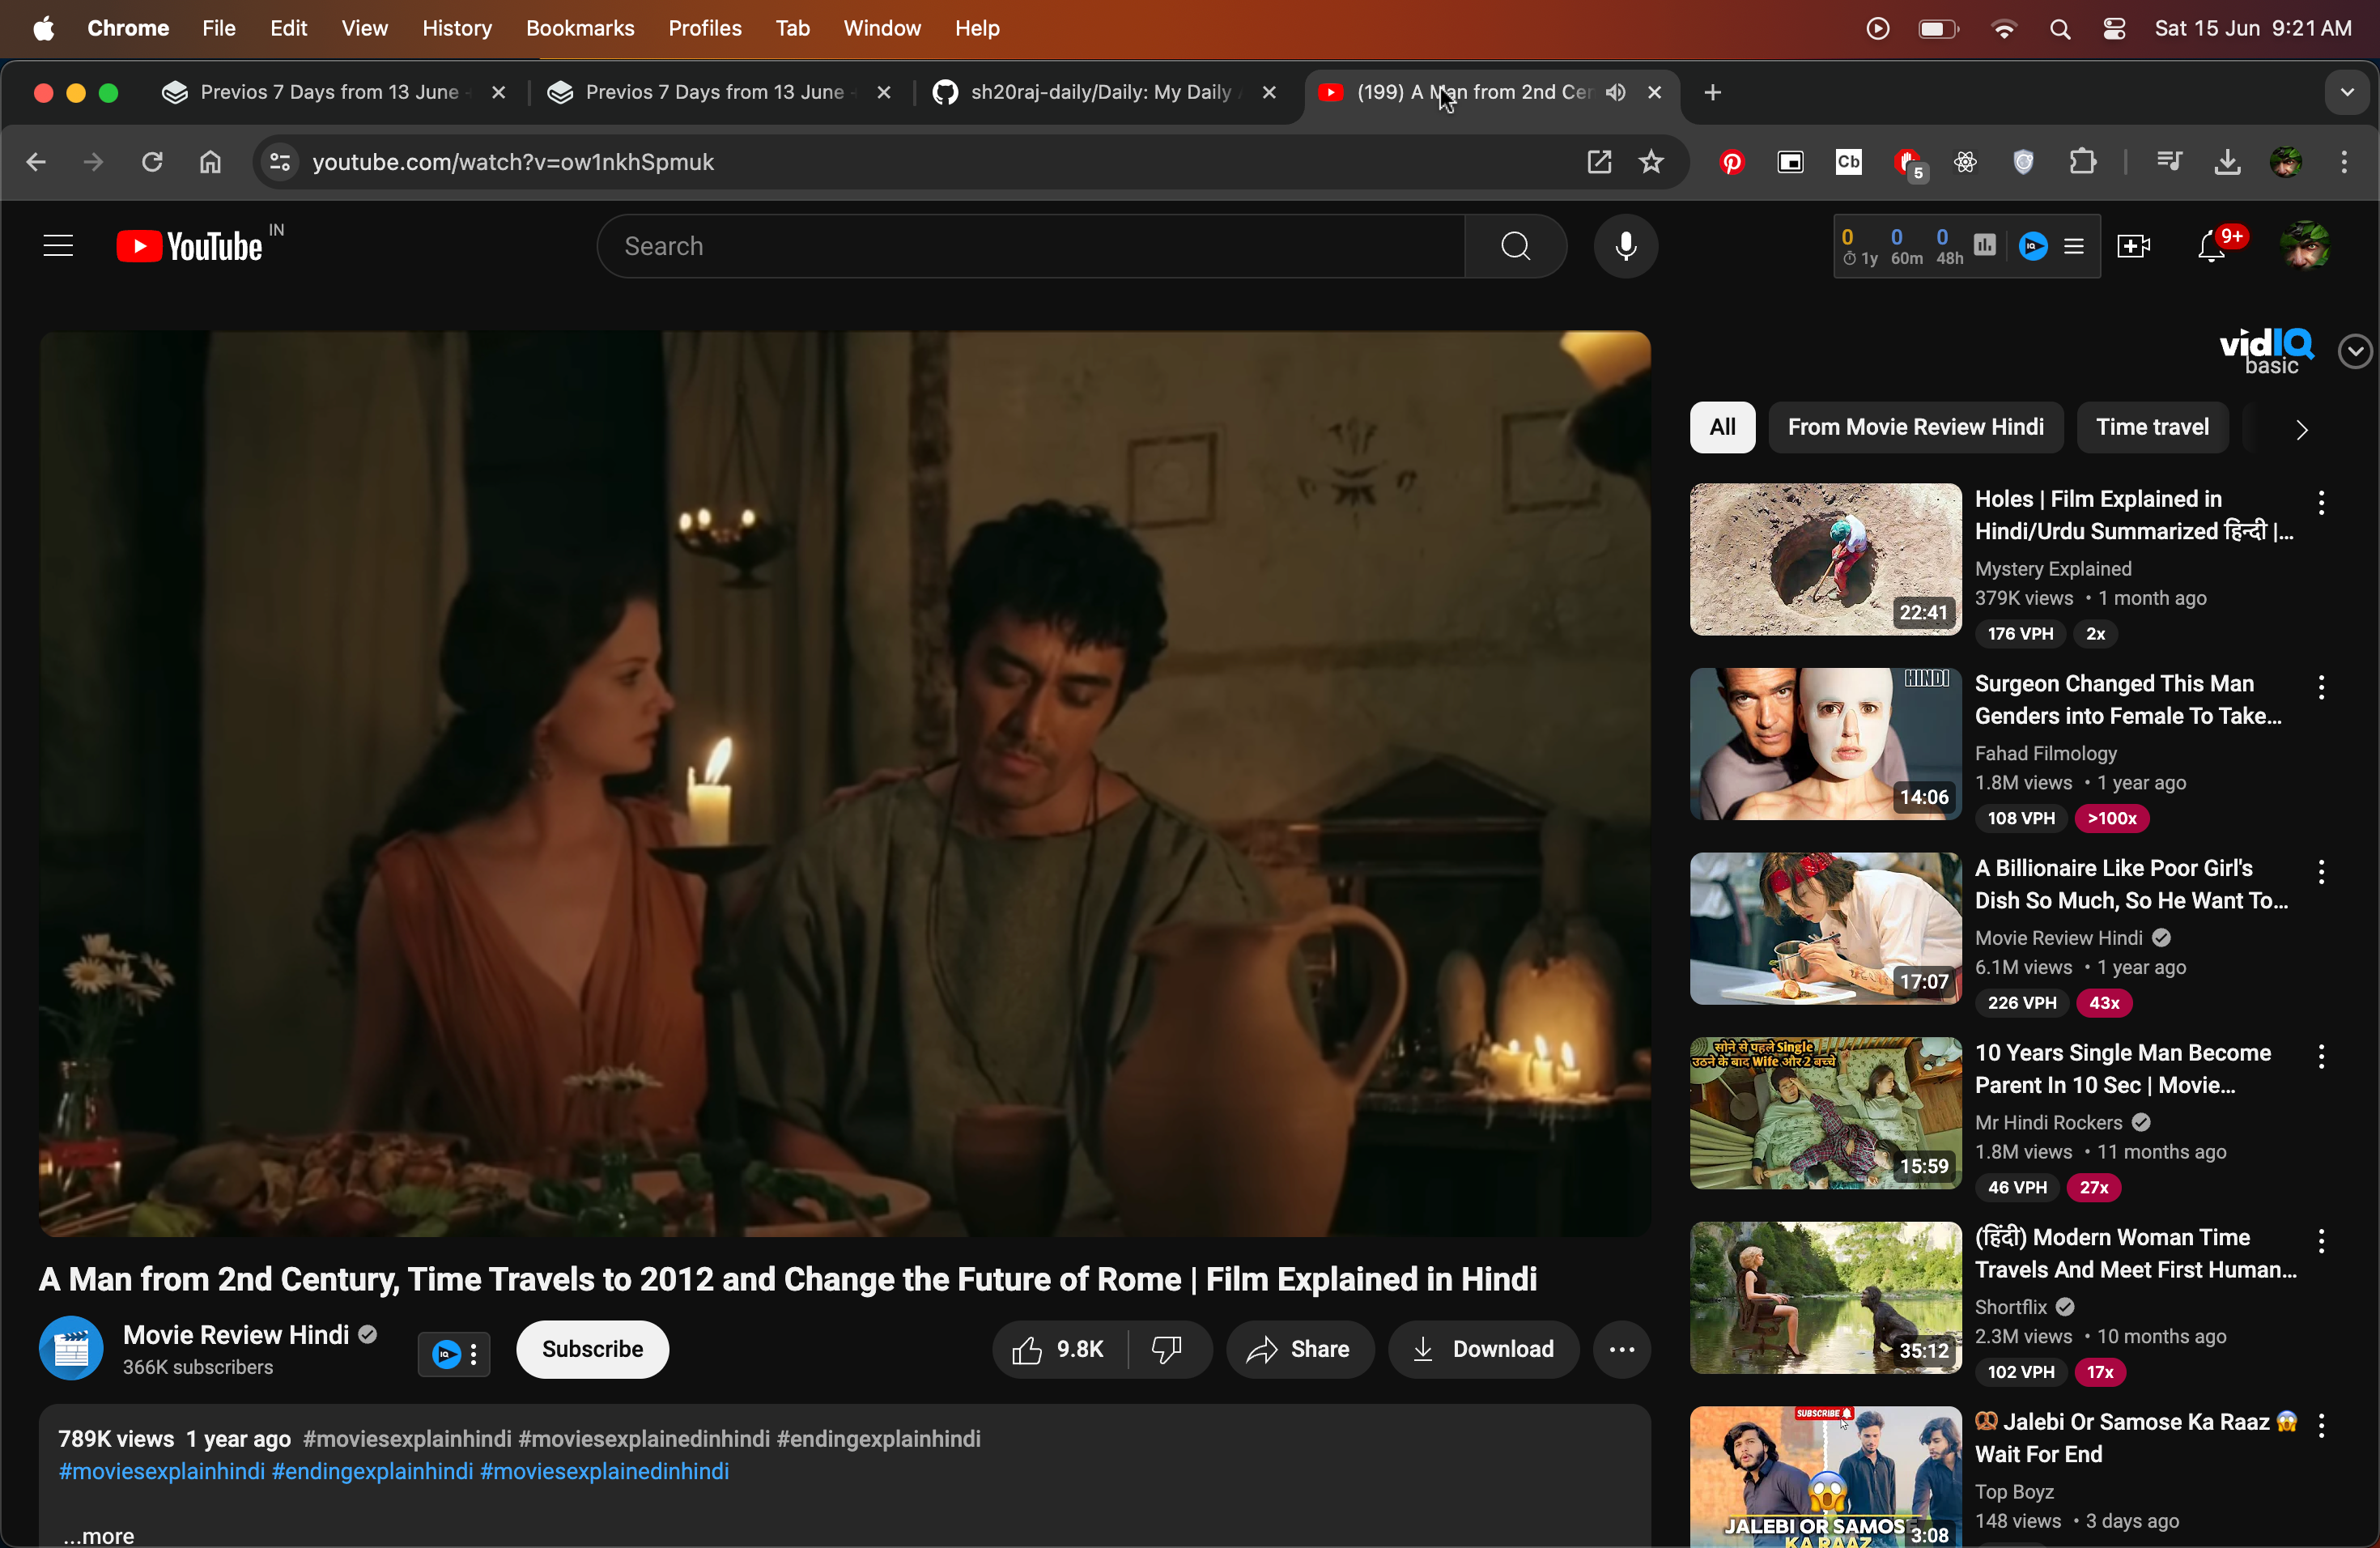 Chrome File Edit View History Bookmarks Profiles Tab Window Help
Sat 15 Jun 9:21 AM
Previos 7 Days from 13 June
Previos 7 Days from 13 June
sh20raj-daily/Daily: My Daily
(199) A Man from 2nd Cer
youtube.com/watch?v=ow1nkhSpmuk
Cb
5
YouTube IN
Search
0 0 0
1y 60m 48h
9+
vidIQ
basic
All
From Movie Review Hindi
Time travel
22:41
Holes | Film Explained in
Hindi/Urdu Summarized हिन्दी |...
Mystery Explained
379K views • 1 month ago
176 VPH 2x
HINDI
14:06
Surgeon Changed This Man
Genders into Female To Take...
Fahad Filmology
1.8M views • 1 year ago
108 VPH >100x
17:07
A Billionaire Like Poor Girl's
Dish So Much, So He Want To...
Movie Review Hindi
6.1M views • 1 year ago
226 VPH 43x
सोने से पहले Single
उठने के बाद Wife और 2 बच्चे
15:59
10 Years Single Man Become
Parent In 10 Sec | Movie...
Mr Hindi Rockers
1.8M views • 11 months ago
46 VPH 27x
35:12
(हिंदी) Modern Woman Time
Travels And Meet First Human...
Shortflix
2.3M views • 10 months ago
102 VPH 17x
SUBSCRIBE
JALEBI OR SAMOSE
KA RAAZ
3:08
🥨 Jalebi Or Samose Ka Raaz 😱
Wait For End
Top Boyz
148 views • 3 days ago
A Man from 2nd Century, Time Travels to 2012 and Change the Future of Rome | Film Explained in Hindi
Movie Review Hindi
366K subscribers
Subscribe
9.8K
Share
Download
789K views 1 year ago #moviesexplainhindi #moviesexplainedinhindi #endingexplainhindi
#moviesexplainhindi #endingexplainhindi #moviesexplainedinhindi
...more